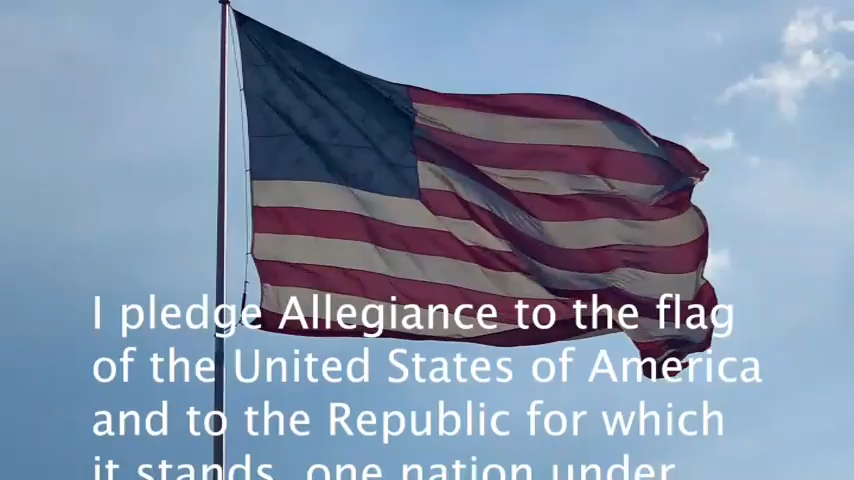 I pledge Allegiance to the flag
of the United States of America
and to the Republic for which
it stands, one nation under